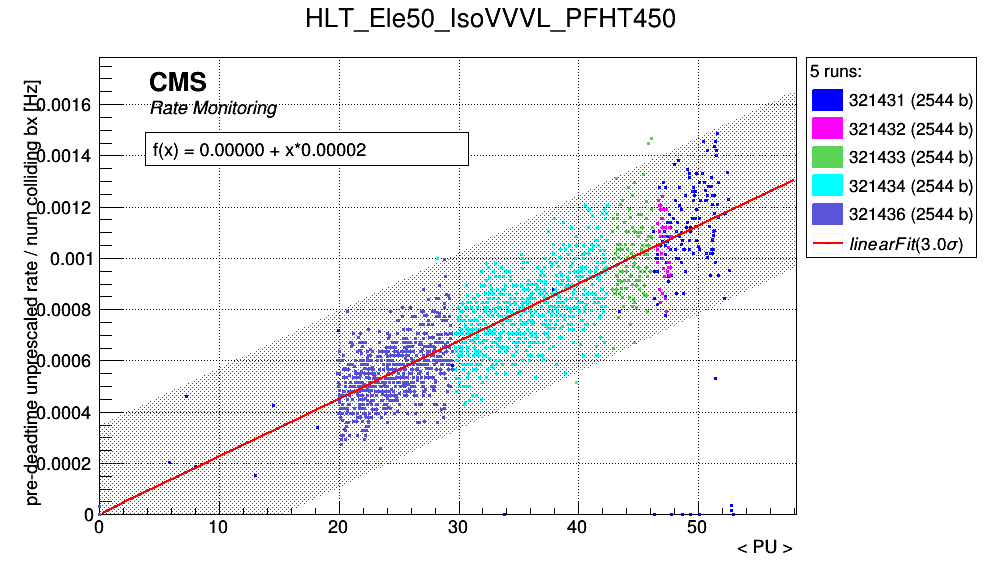 HLT_Ele50_IsoVVVL_PFHT450
CMS
Rate Monitoring
f(x) = 0.00000 + x*0.00002
pre-deadtime unprescaled rate / num colliding bx [Hz]
0.0016
0.0014
0.0012
0.001
0.0008
0.0006
0.0004
0.0002
0
0 10 20 30 40 50
< PU >
5 runs:
321431 (2544 b)
321432 (2544 b)
321433 (2544 b)
321434 (2544 b)
321436 (2544 b)
linearFit(3.0σ)